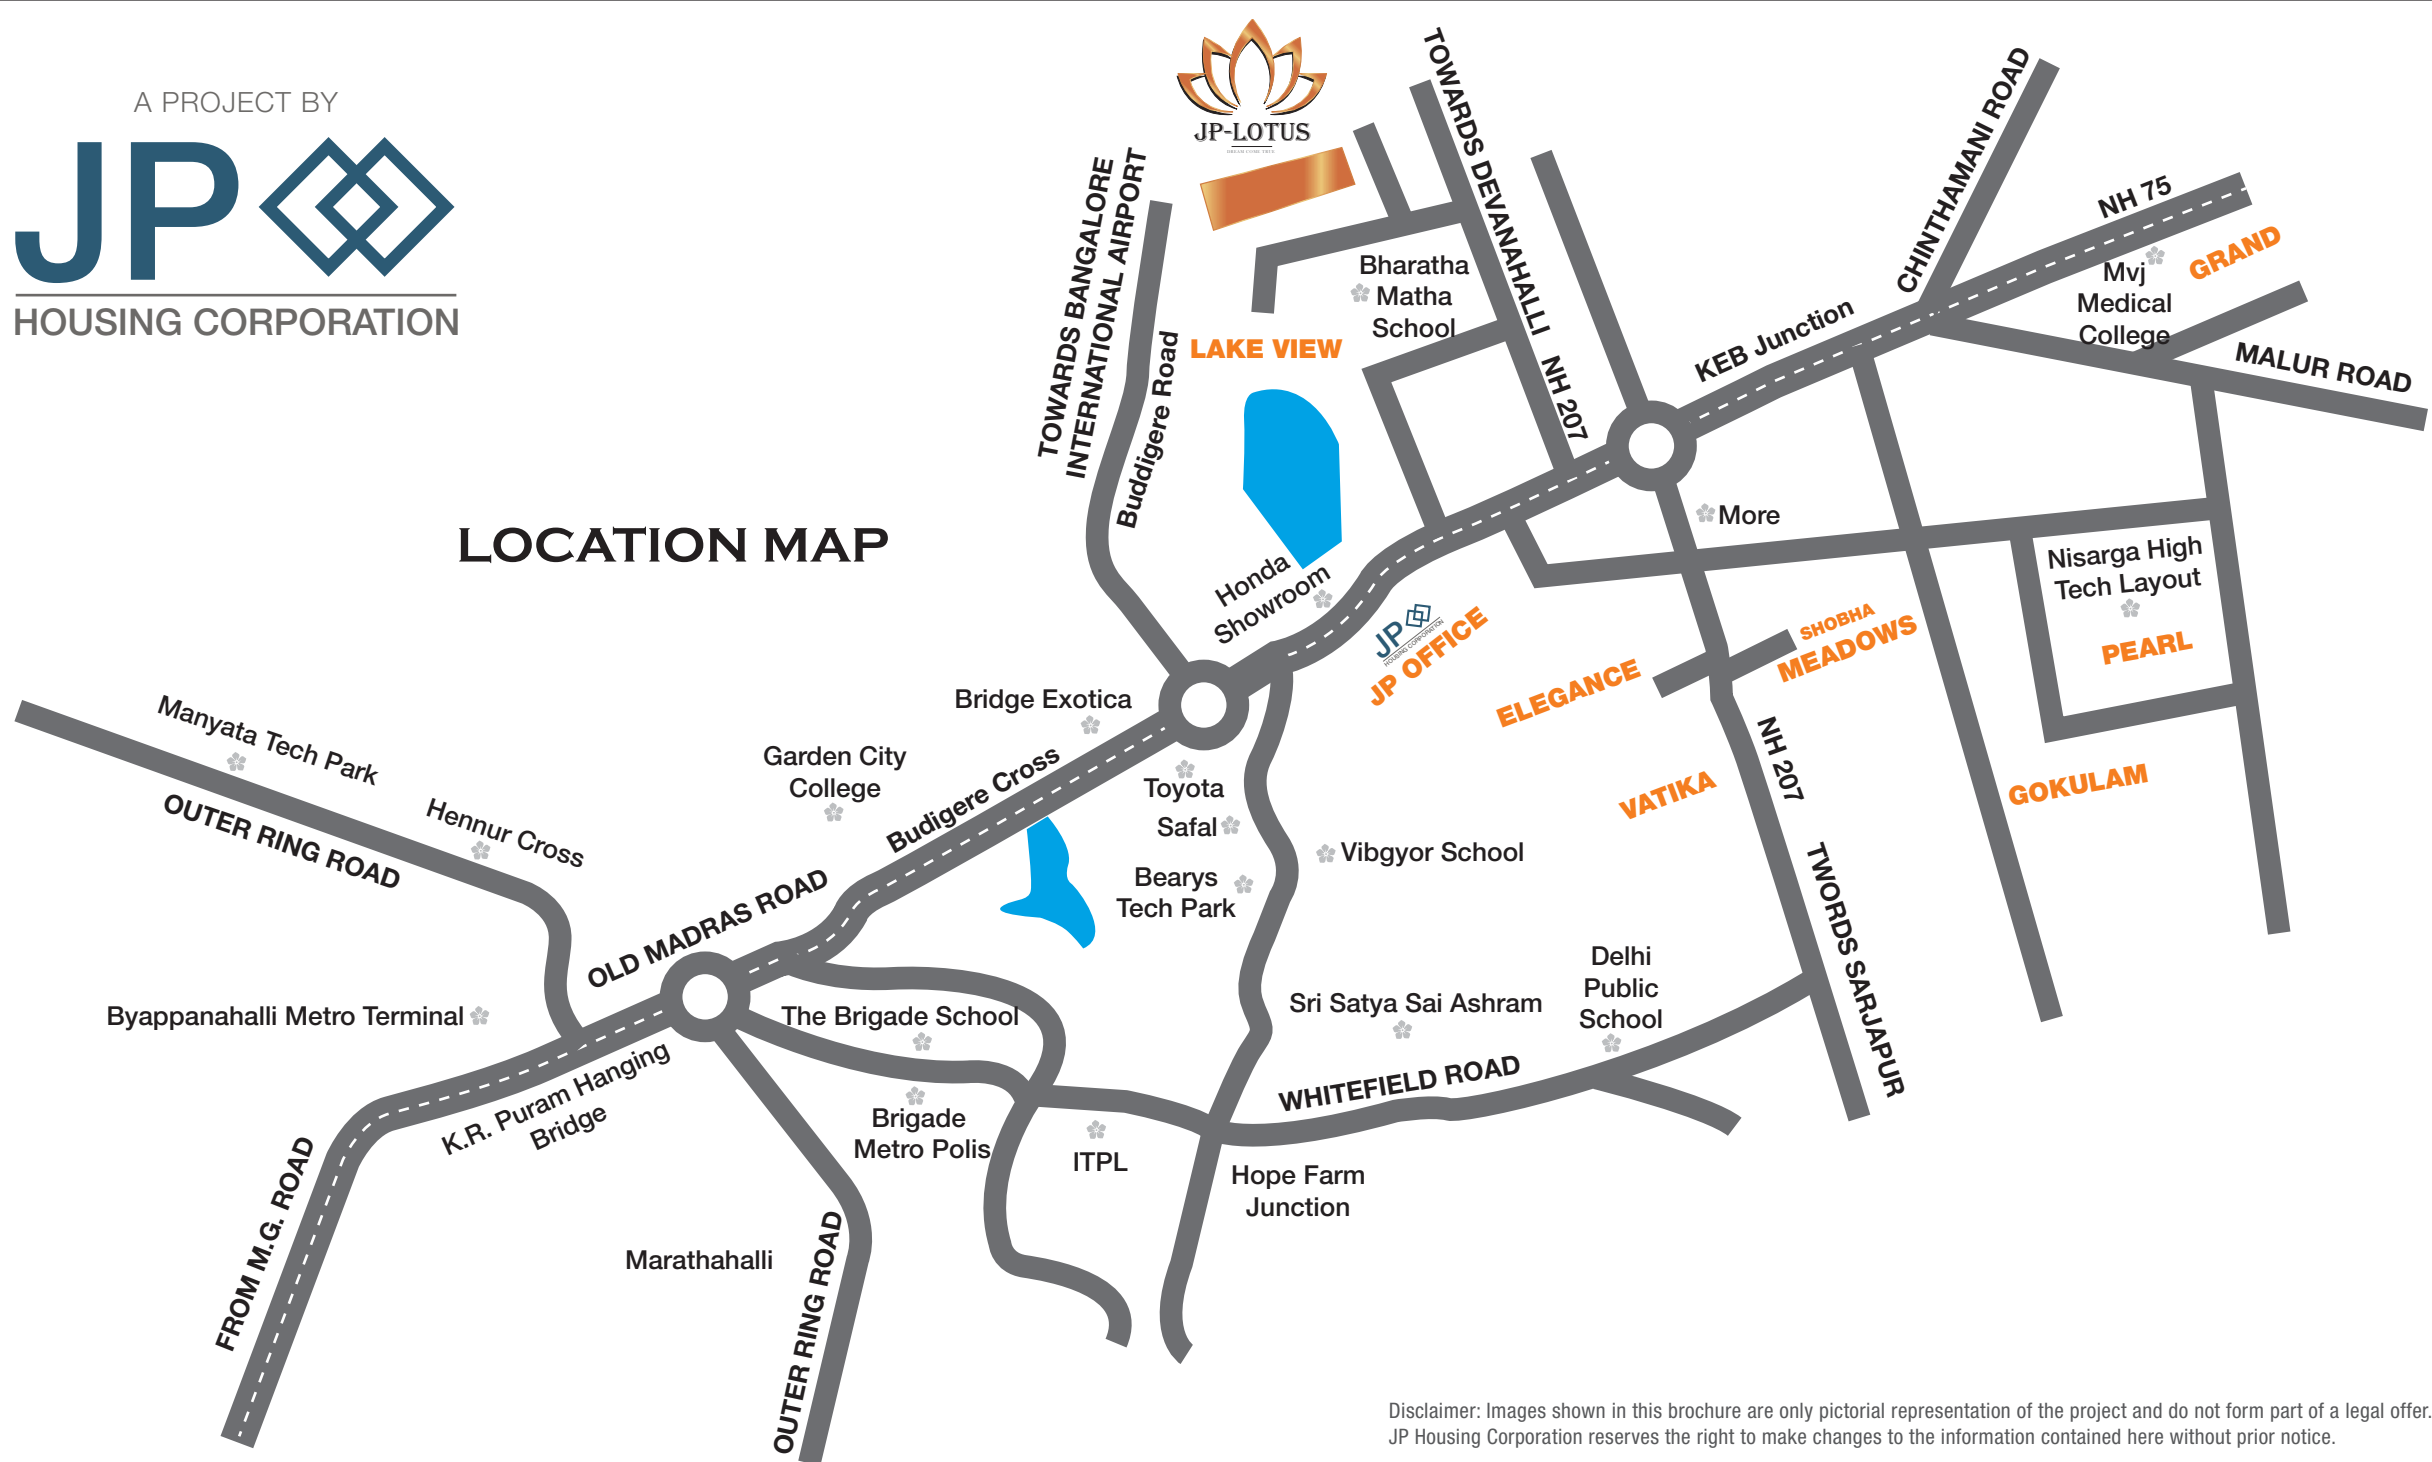 A PROJECT BY
JP
HOUSING CORPORATION
LOCATION MAP
JP-LOTUS
DREAM COME TRUE
TOWARDS BANGALORE
INTERNATIONAL AIRPORT
Buddigere Road
LAKE VIEW
Bharatha
Matha
School
TOWARDS DEVANAHALLI
NH 207
KEB Junction
CHINTHAMANI ROAD
NH 75
GRAND
Mvj
Medical
College
MALUR ROAD
More
Nisarga High
Tech Layout
PEARL
Honda
Showroom
JP
HOUSING CORPORATION
JP OFFICE
ELEGANCE
SHOBHA
MEADOWS
VATIKA
NH 207
GOKULAM
TWORDS SARJAPUR
Manyata Tech Park
OUTER RING ROAD
Hennur Cross
Bridge Exotica
Garden City
College
Budigere Cross
Toyota
Safal
Bearys
Tech Park
Vibgyor School
OLD MADRAS ROAD
Byappanahalli Metro Terminal
The Brigade School
Sri Satya Sai Ashram
Delhi
Public
School
K.R. Puram Hanging
Bridge
Brigade
Metro Polis
ITPL
WHITEFIELD ROAD
Hope Farm
Junction
FROM M.G. ROAD
Marathahalli
OUTER RING ROAD
Disclaimer: Images shown in this brochure are only pictorial representation of the project and do not form part of a legal offer.
JP Housing Corporation reserves the right to make changes to the information contained here without prior notice.